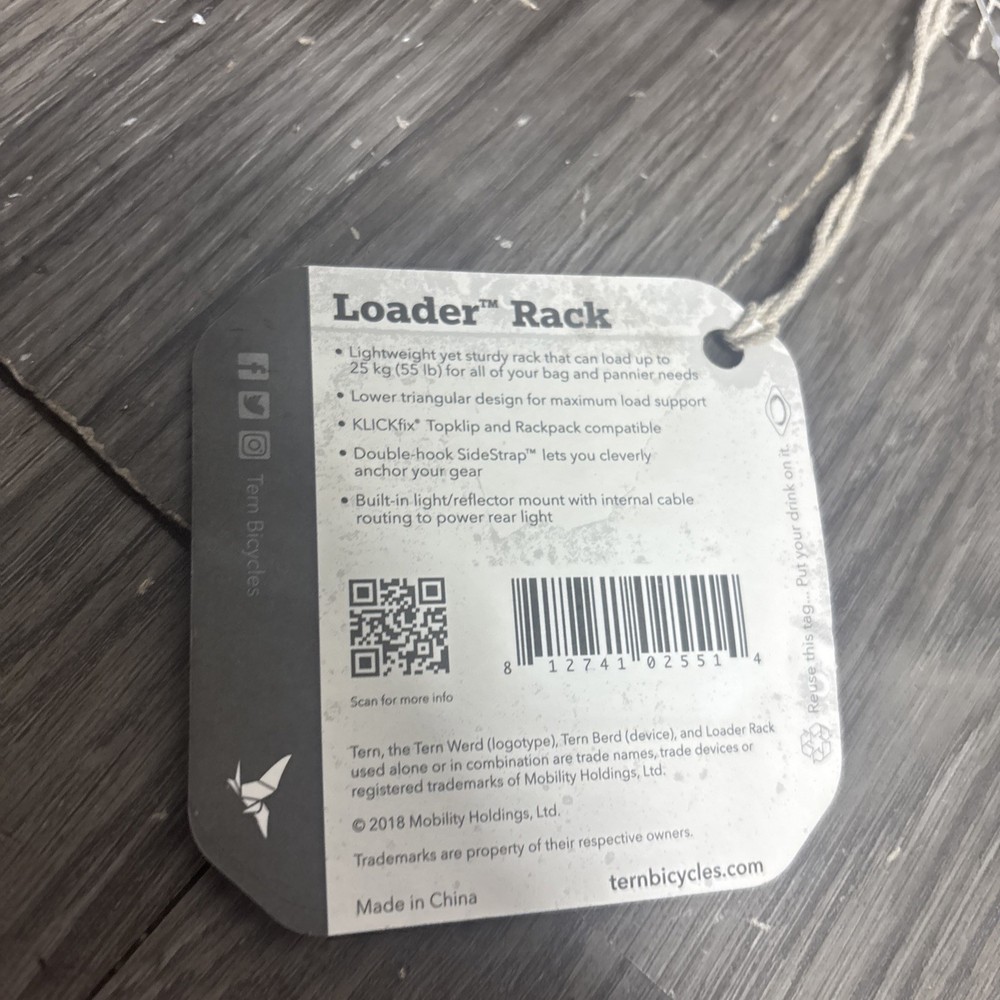 Loader™ Rack
• Lightweight yet sturdy rack that can load up to
25 kg (55 lb) for all of your bag and pannier needs
• Lower triangular design for maximum load support
• KLICKfix® Topklip and Rackpack compatible
• Double-hook SideStrap™ lets you cleverly
anchor your gear
• Built-in light/reflector mount with internal cable
routing to power rear light
8 12741 02551 4
Scan for more info
Tern, the Tern Werd (logotype), Tern Berd (device), and Loader Rack
used alone or in combination are trade names, trade devices or
registered trademarks of Mobility Holdings, Ltd.
© 2018 Mobility Holdings, Ltd.
Trademarks are property of their respective owners.
Made in China
ternbicycles.com
Tern Bicycles
Reuse this tag... Put your drink on it.